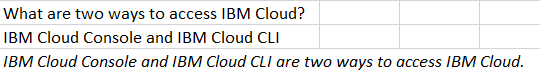 What are two ways to access IBM Cloud?
IBM Cloud Console and IBM Cloud CLI
IBM Cloud Console and IBM Cloud CLI are two ways to access IBM Cloud.